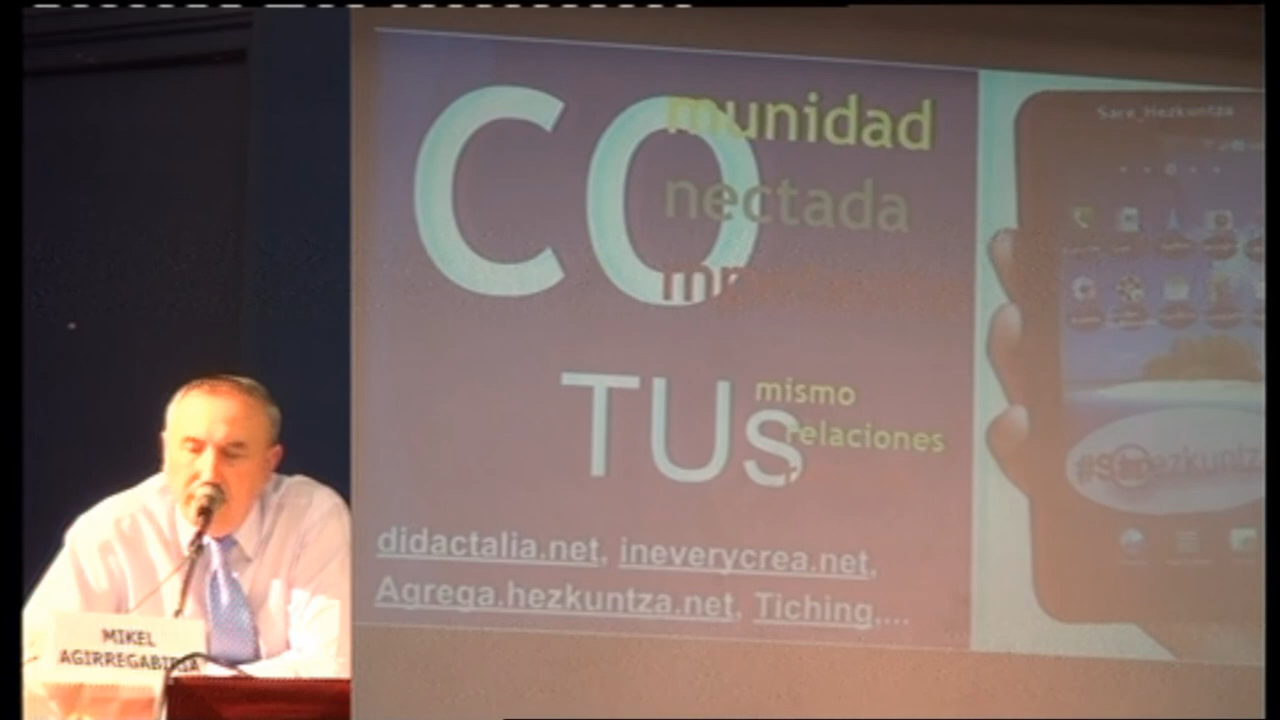 CO
munidad
nectada
TUs
mismo
relaciones
didactalia.net, ineverycrea.net,
Agrega.hezkuntza.net, Tiching,...
Sare_Hezkuntza
MIKEL
AGIRREGABIRIA